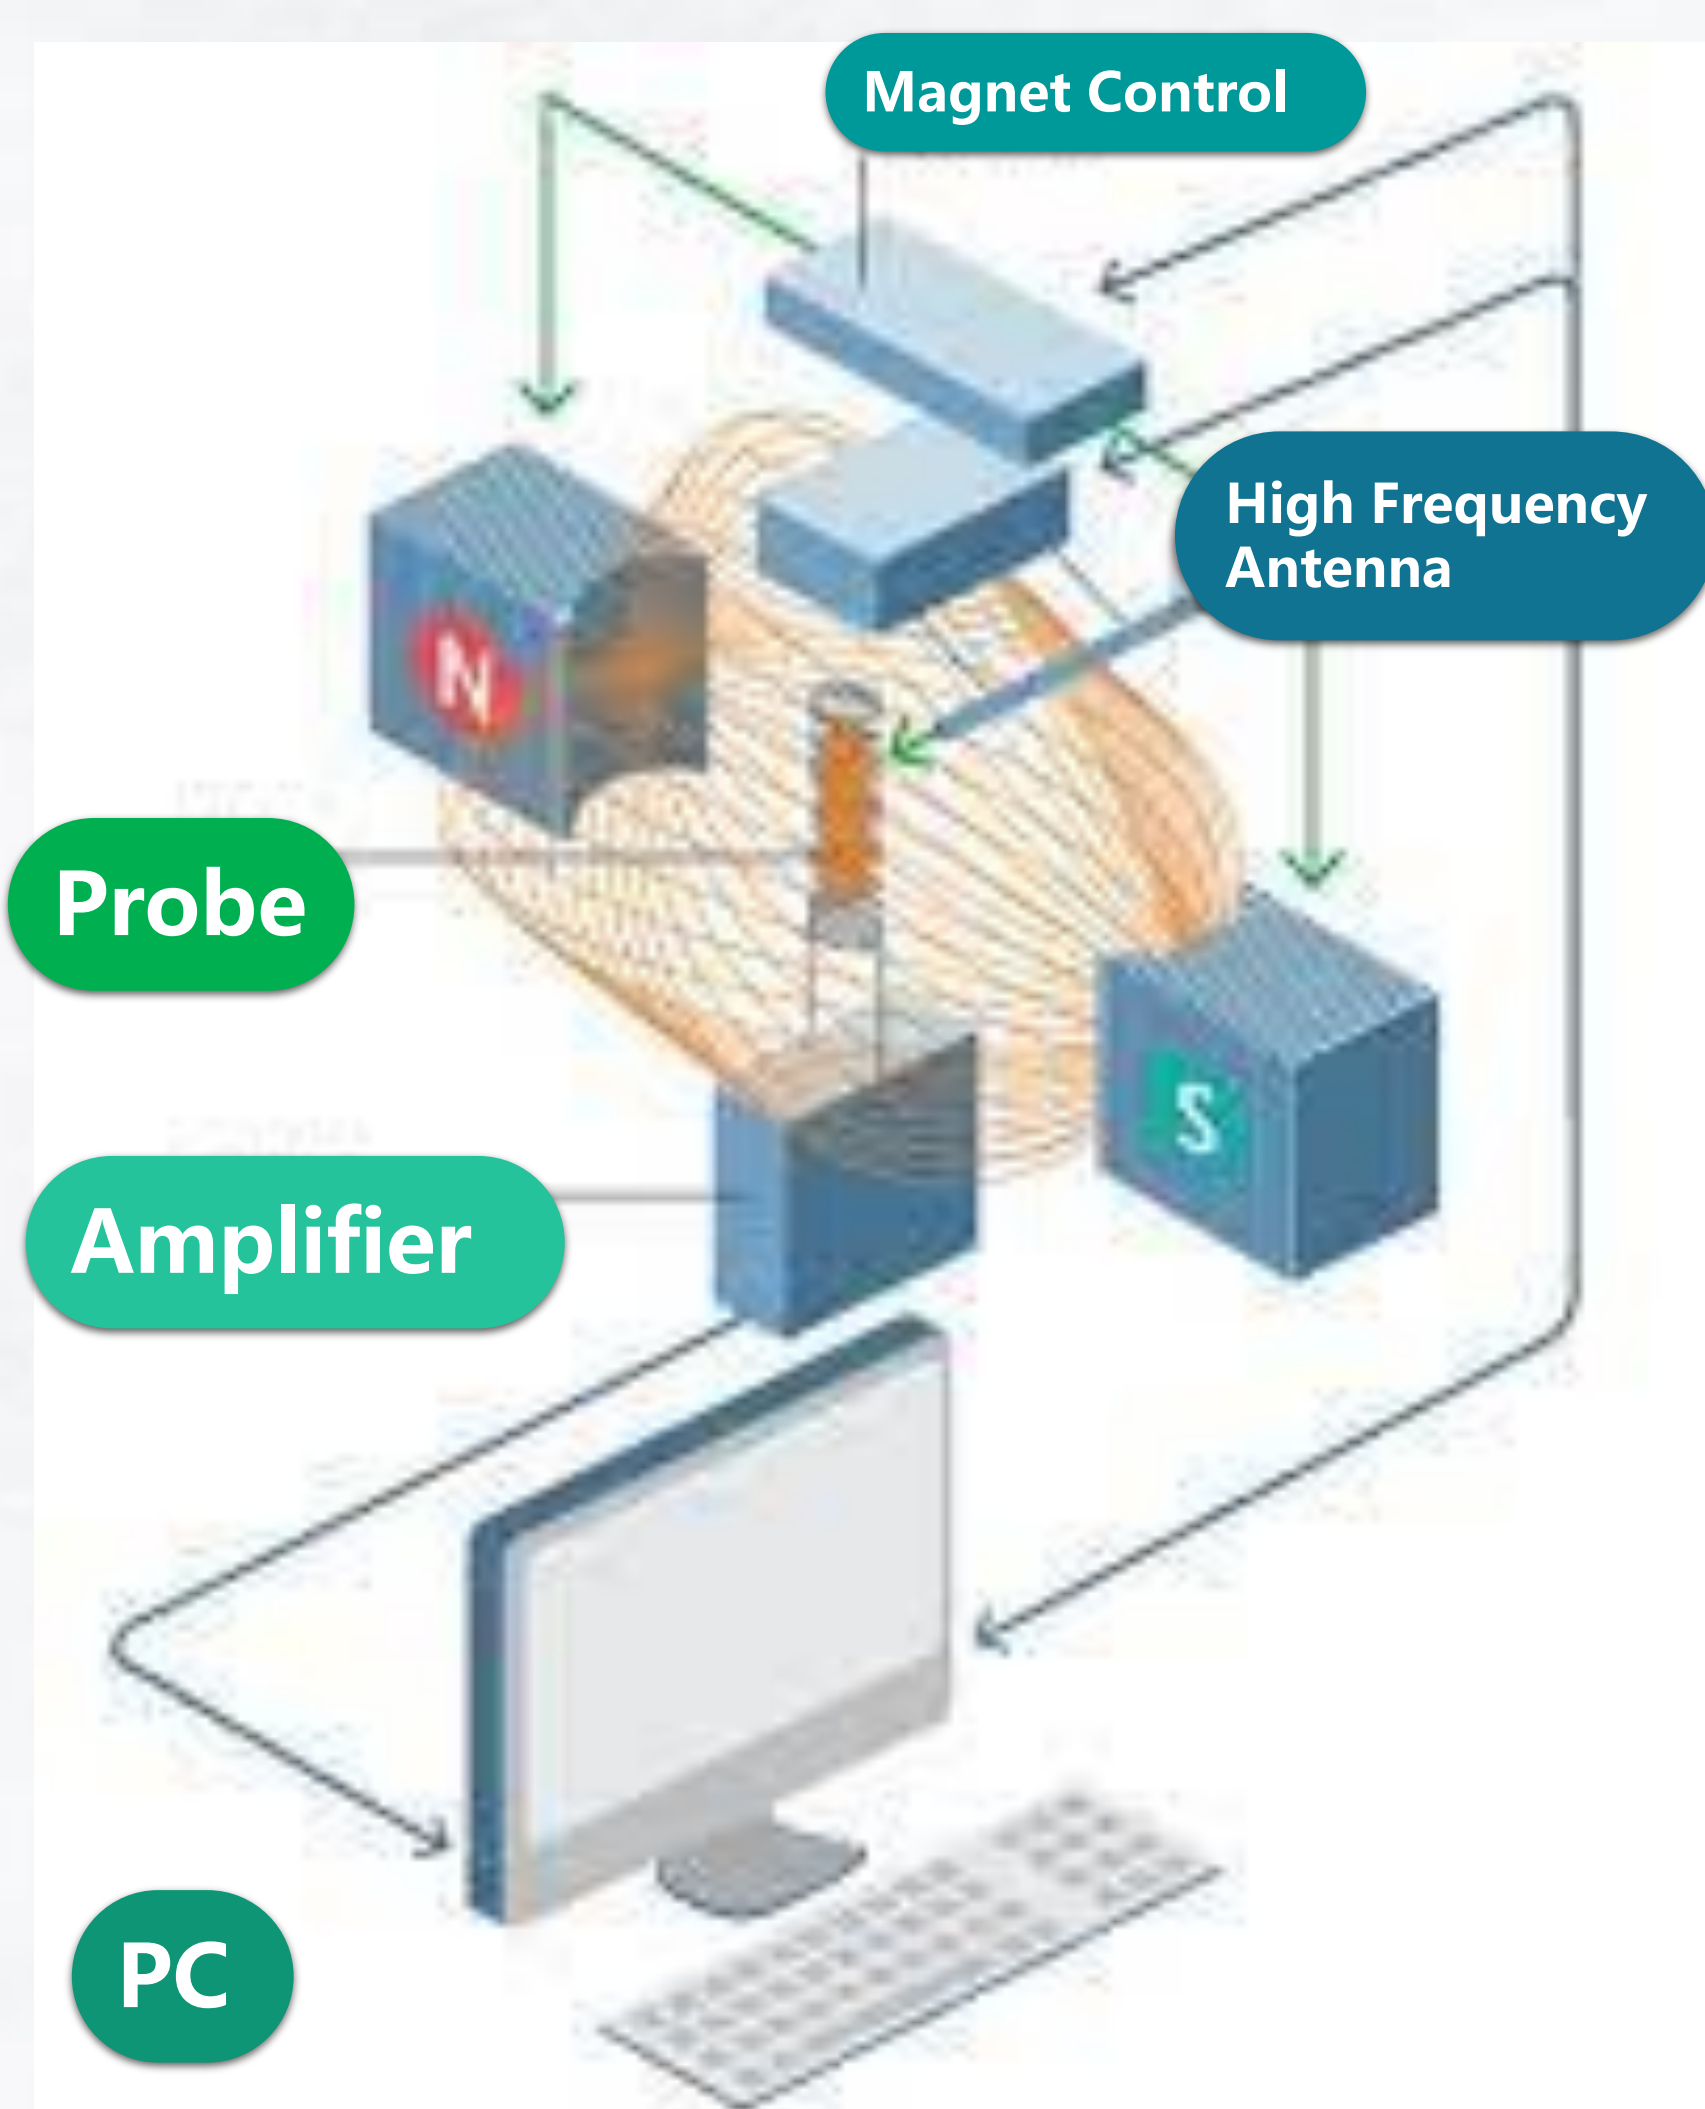 Magnet Control
High Frequency
Antenna
N
Probe
S
Amplifier
PC